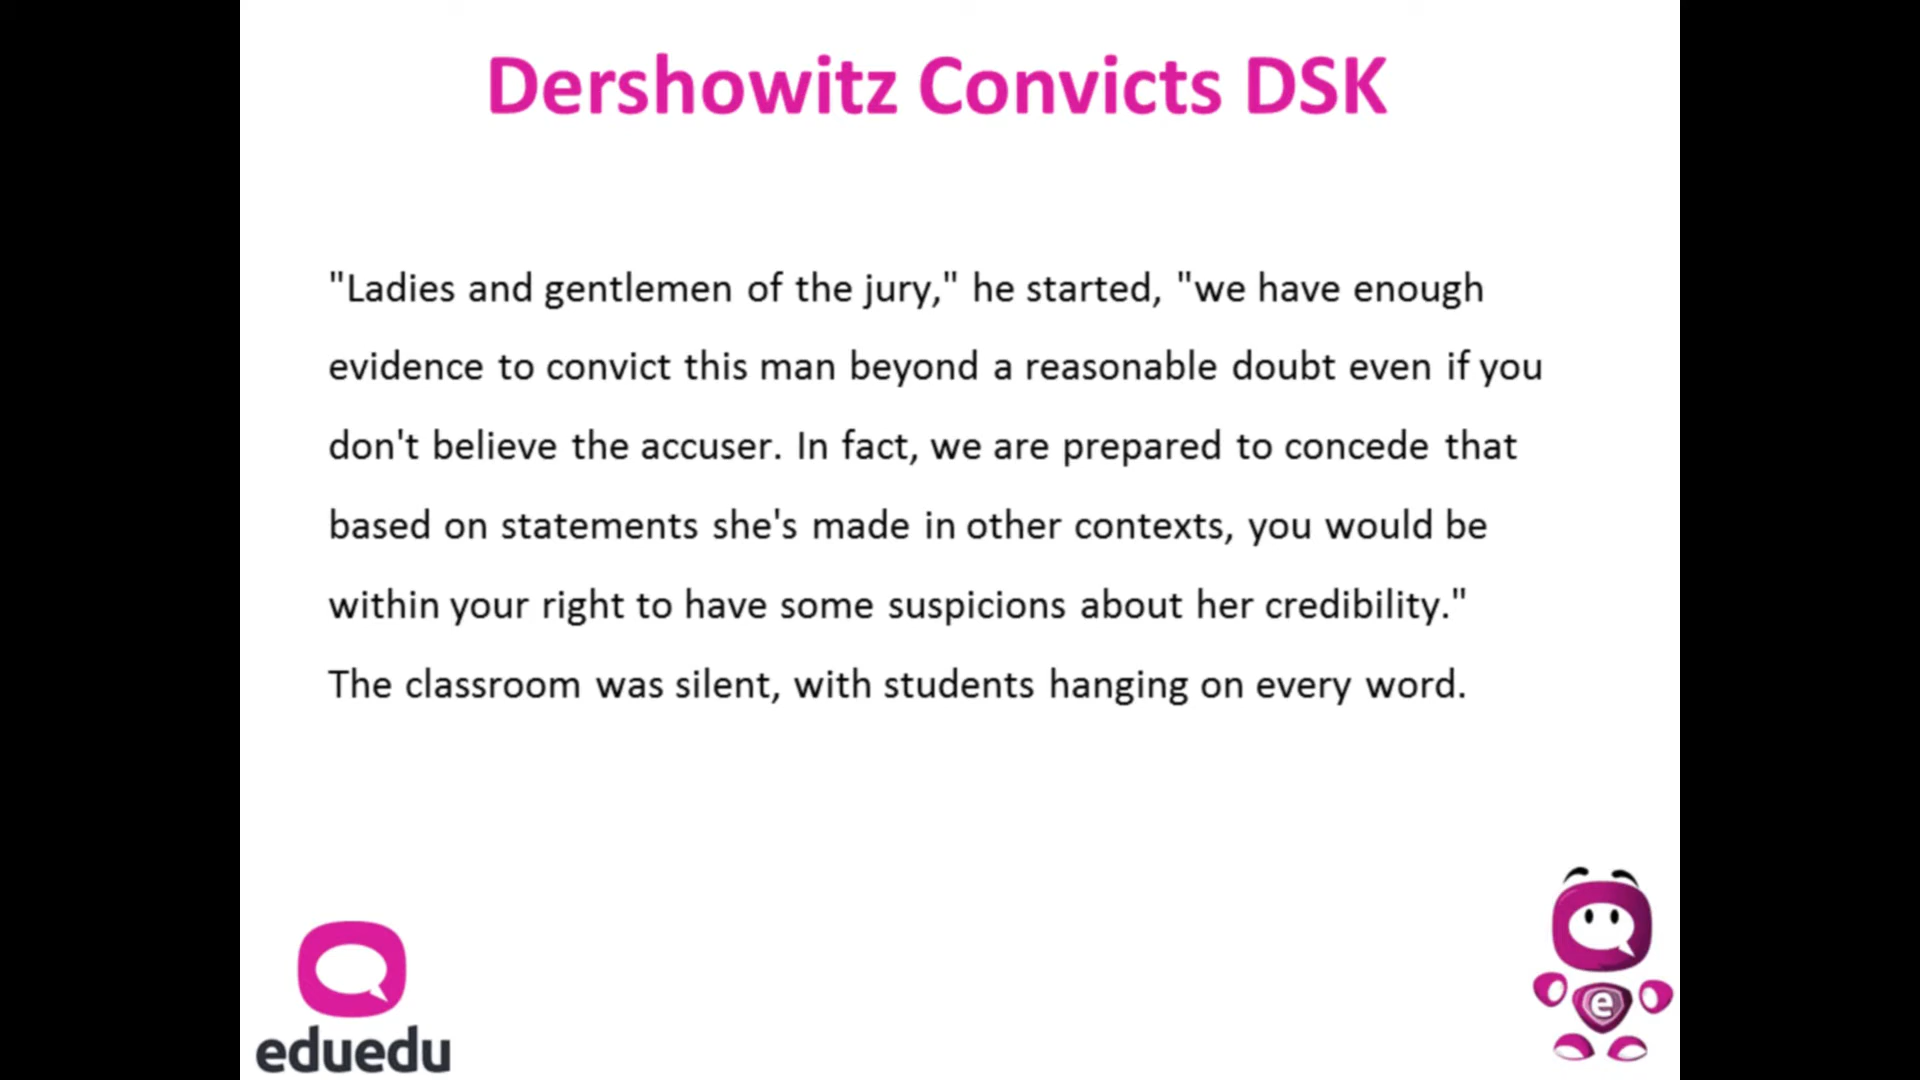 Dershowitz Convicts DSK
"Ladies and gentlemen of the jury," he started, "we have enough
evidence to convict this man beyond a reasonable doubt even if you
don't believe the accuser. In fact, we are prepared to concede that
based on statements she's made in other contexts, you would be
within your right to have some suspicions about her credibility."
The classroom was silent, with students hanging on every word.
eduedu
e